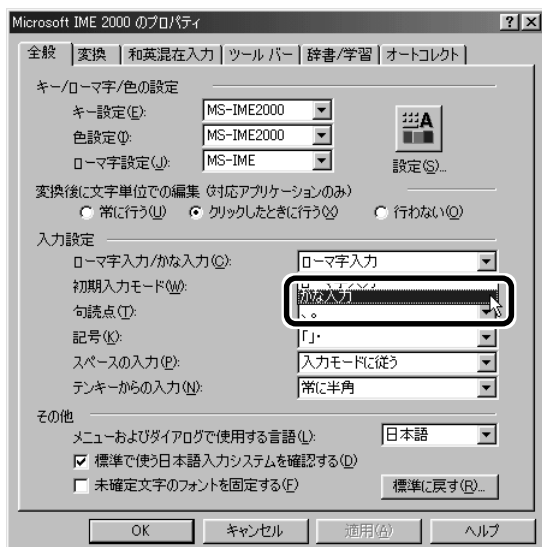 Microsoft IME 2000 のプロパティ
全般 変換 和英混在入力 ツール バー 辞書/学習 オートコレクト
キー/ローマ字/色の設定
キー設定(E): MS-IME2000
色設定(I): MS-IME2000
ローマ字設定(J): MS-IME
設定(S)...
変換後に文字単位での編集 (対応アプリケーションのみ)
常に行う(U) クリックしたときに行う(X) 行わない(O)
入力設定
ローマ字入力/かな入力(C): ローマ字入力
初期入力モード(W):
かな入力
句読点(T): 、。
記号(K): 「」・
スペースの入力(P): 入力モードに従う
テンキーからの入力(N): 常に半角
その他
メニューおよびダイアログで使用する言語(L): 日本語
標準で使う日本語入力システムを確認する(D)
未確定文字のフォントを固定する(F) 標準に戻す(R)...
OK キャンセル 適用(A) ヘルプ